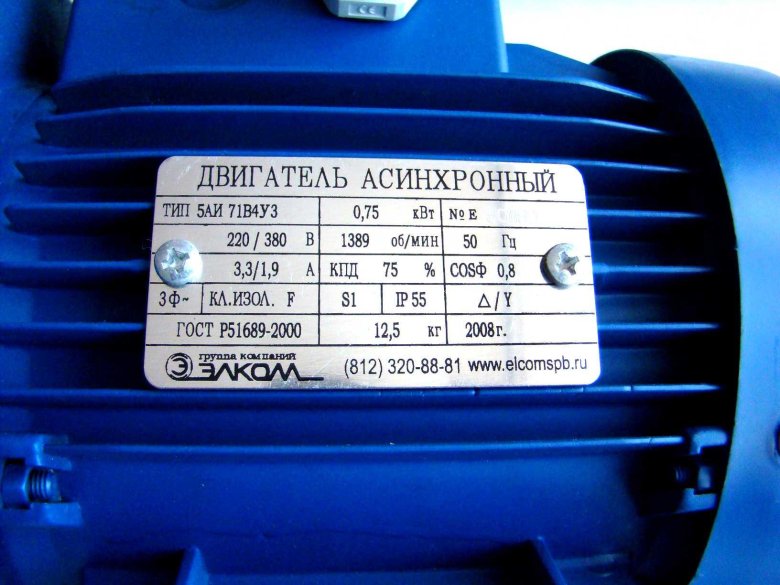 CE
ДВИГАТЕЛЬ АСИНХРОННЫЙ
ТИП 5АИ 71В4У3 0,75 кВт № Е
220 / 380 В 1389 об/мин 50 Гц
3,3/1,9 А КПД 75 % COSФ 0,8
3ф~ КЛ.ИЗОЛ. F S1 IP 55 △/Y
ГОСТ Р51689-2000 12,5 кг 2008г.
Э группа компаний
ЭЛКОМ (812) 320-88-81 www.elcomspb.ru